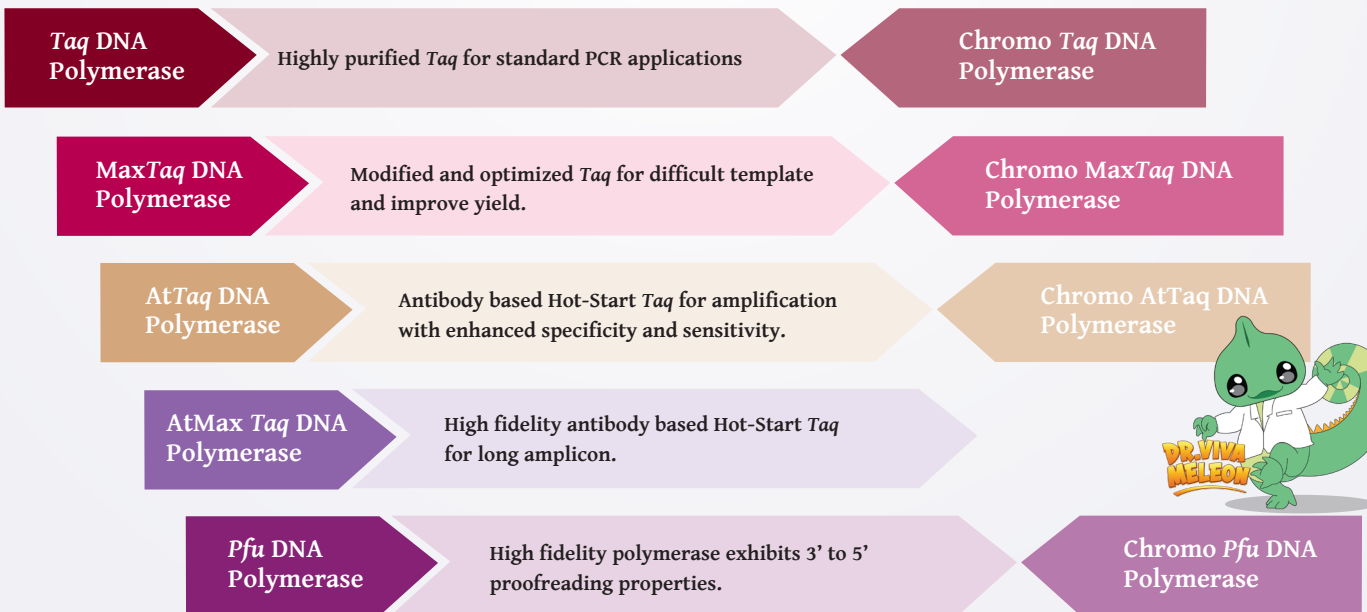 Taq DNA
Polymerase
Highly purified Taq for standard PCR applications
Chromo Taq DNA
Polymerase
MaxTaq DNA
Polymerase
Modified and optimized Taq for difficult template
and improve yield.
Chromo MaxTaq DNA
Polymerase
AtTaq DNA
Polymerase
Antibody based Hot-Start Taq for amplification
with enhanced specificity and sensitivity.
Chromo AtTaq DNA
Polymerase
AtMax Taq DNA
Polymerase
High fidelity antibody based Hot-Start Taq
for long amplicon.
DR.VIVA
MELEON
Pfu DNA
Polymerase
High fidelity polymerase exhibits 3’ to 5’
proofreading properties.
Chromo Pfu DNA
Polymerase